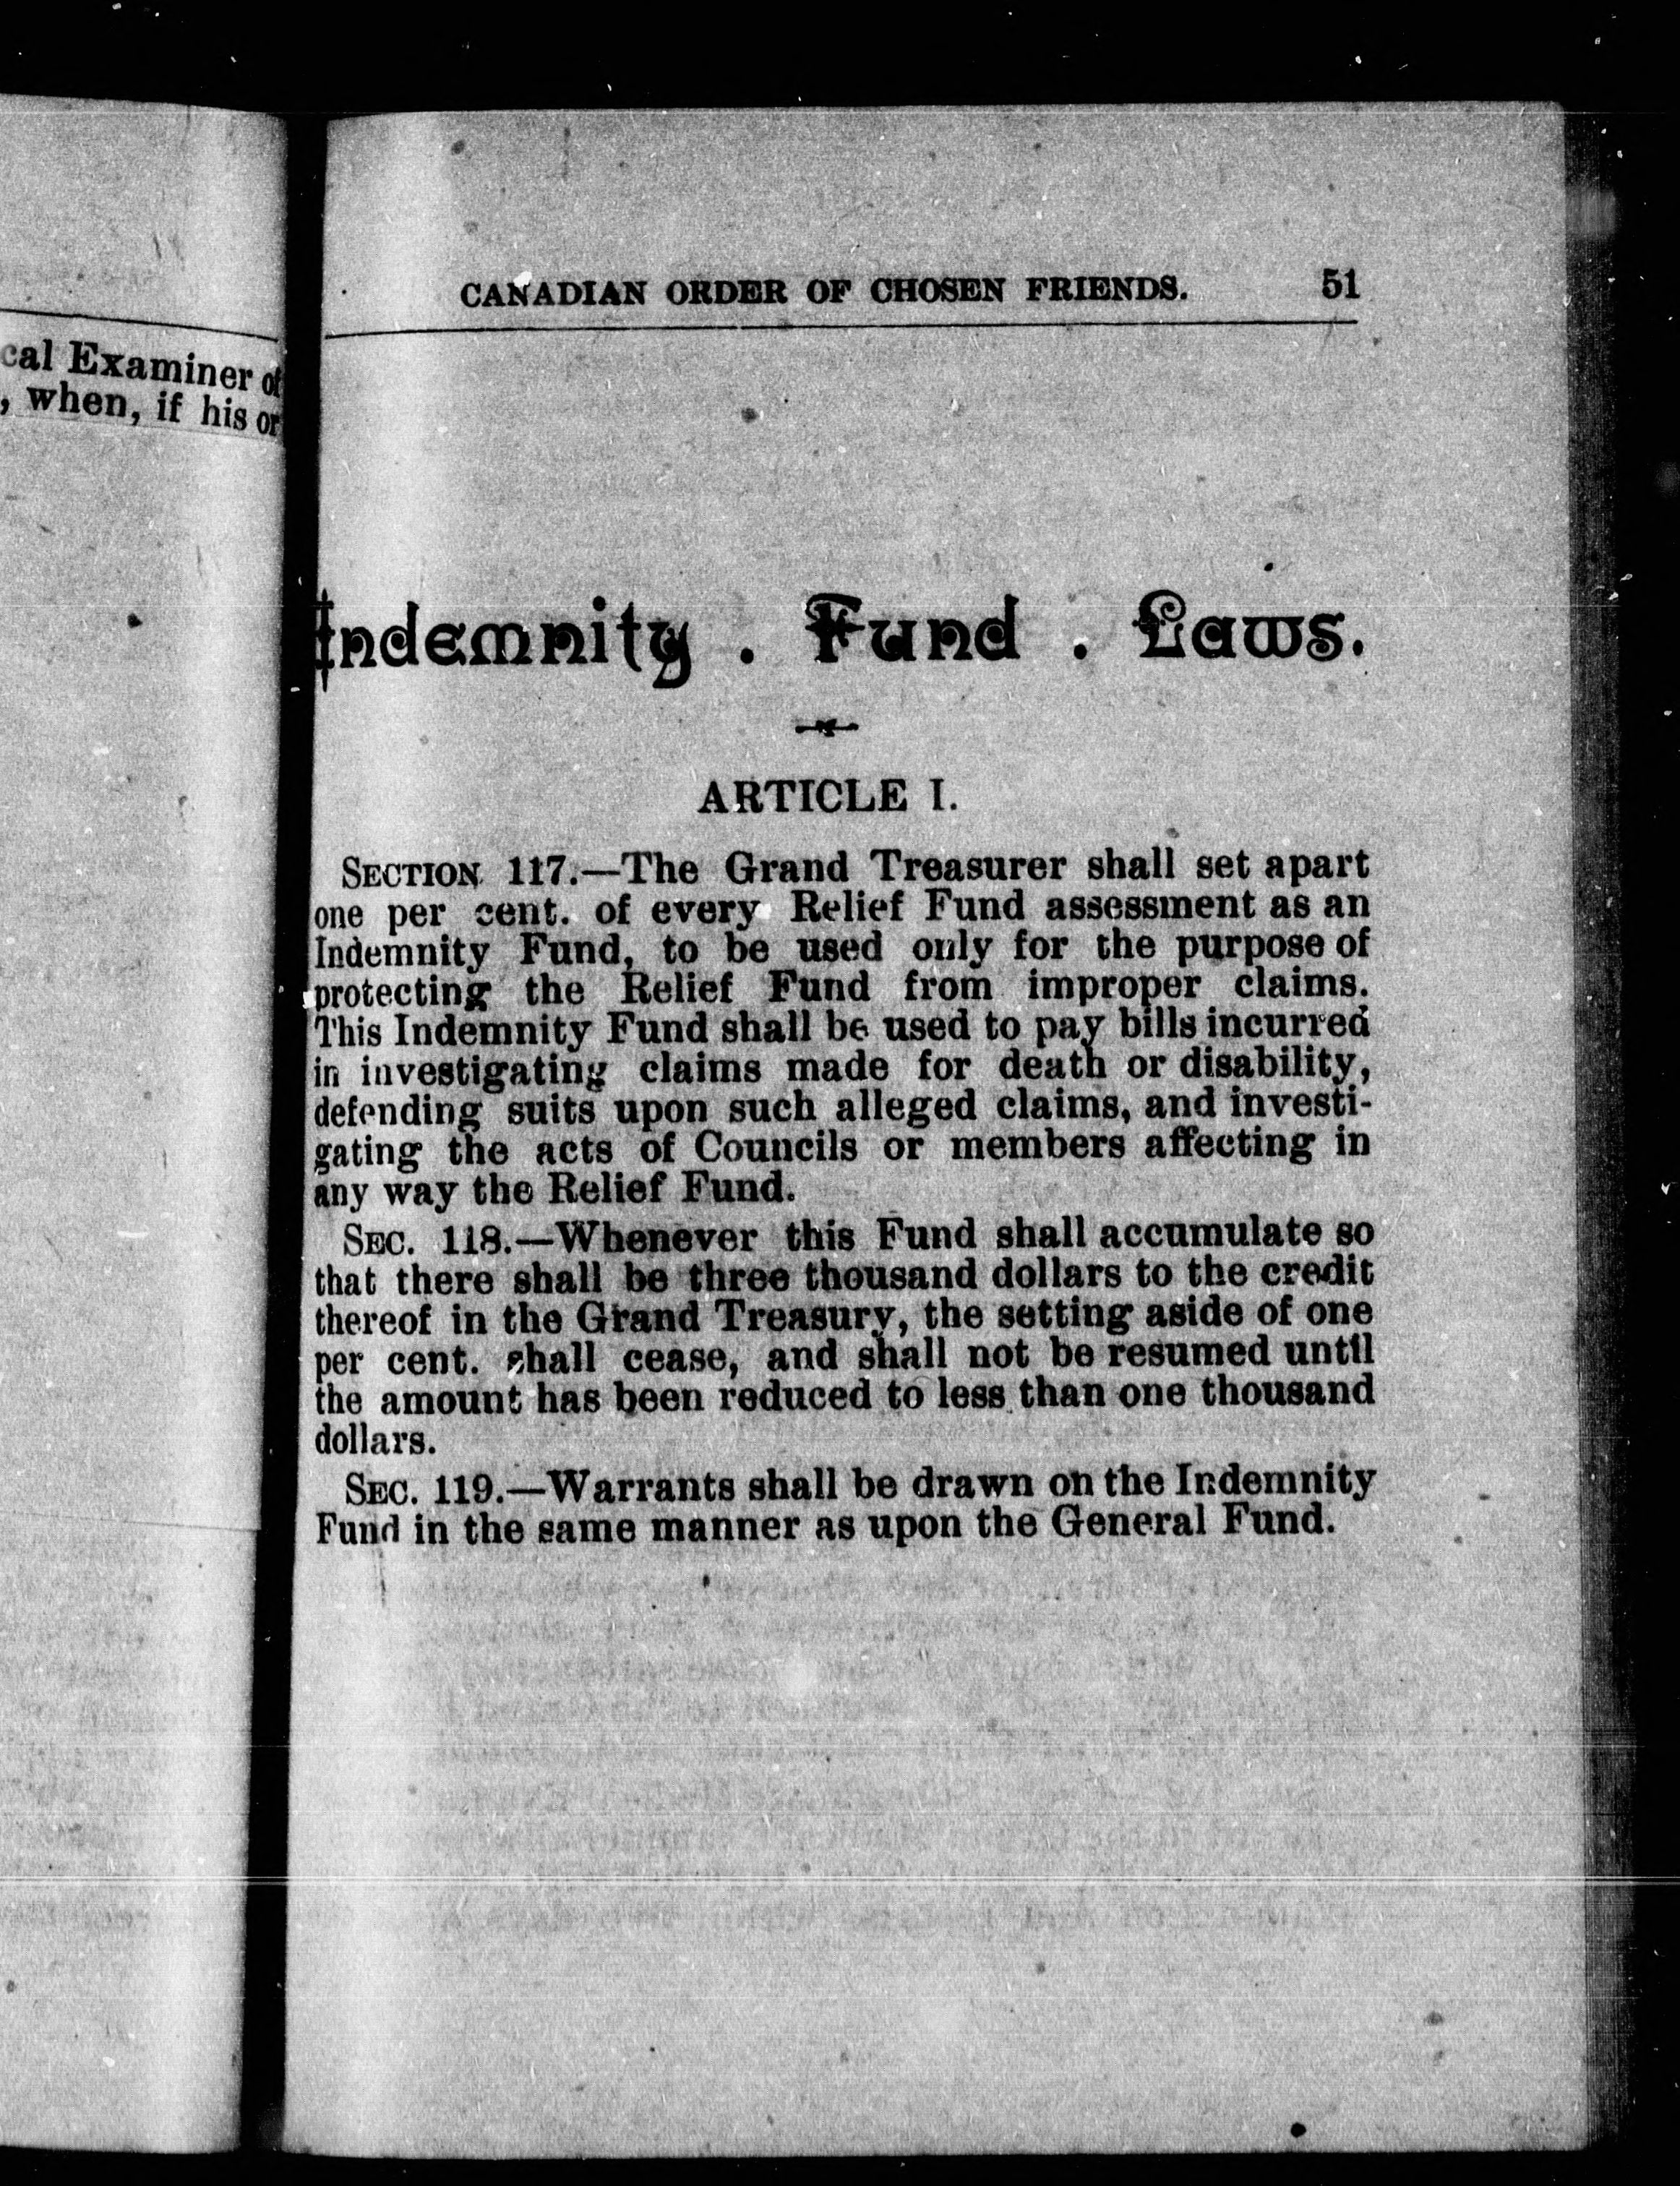 cal Examiner of
, when, if his or
CANADIAN ORDER OF CHOSEN FRIENDS. 51
Indemnity . Fund . Laws.
ARTICLE I.
SECTION 117.—The Grand Treasurer shall set apart
one per cent. of every Relief Fund assessment as an
Indemnity Fund, to be used only for the purpose of
protecting the Relief Fund from improper claims.
This Indemnity Fund shall be used to pay bills incurred
in investigating claims made for death or disability,
defending suits upon such alleged claims, and investi-
gating the acts of Councils or members affecting in
any way the Relief Fund.
SEC. 118.—Whenever this Fund shall accumulate so
that there shall be three thousand dollars to the credit
thereof in the Grand Treasury, the setting aside of one
per cent. shall cease, and shall not be resumed until
the amount has been reduced to less than one thousand
dollars.
SEC. 119.—Warrants shall be drawn on the Indemnity
Fund in the same manner as upon the General Fund.